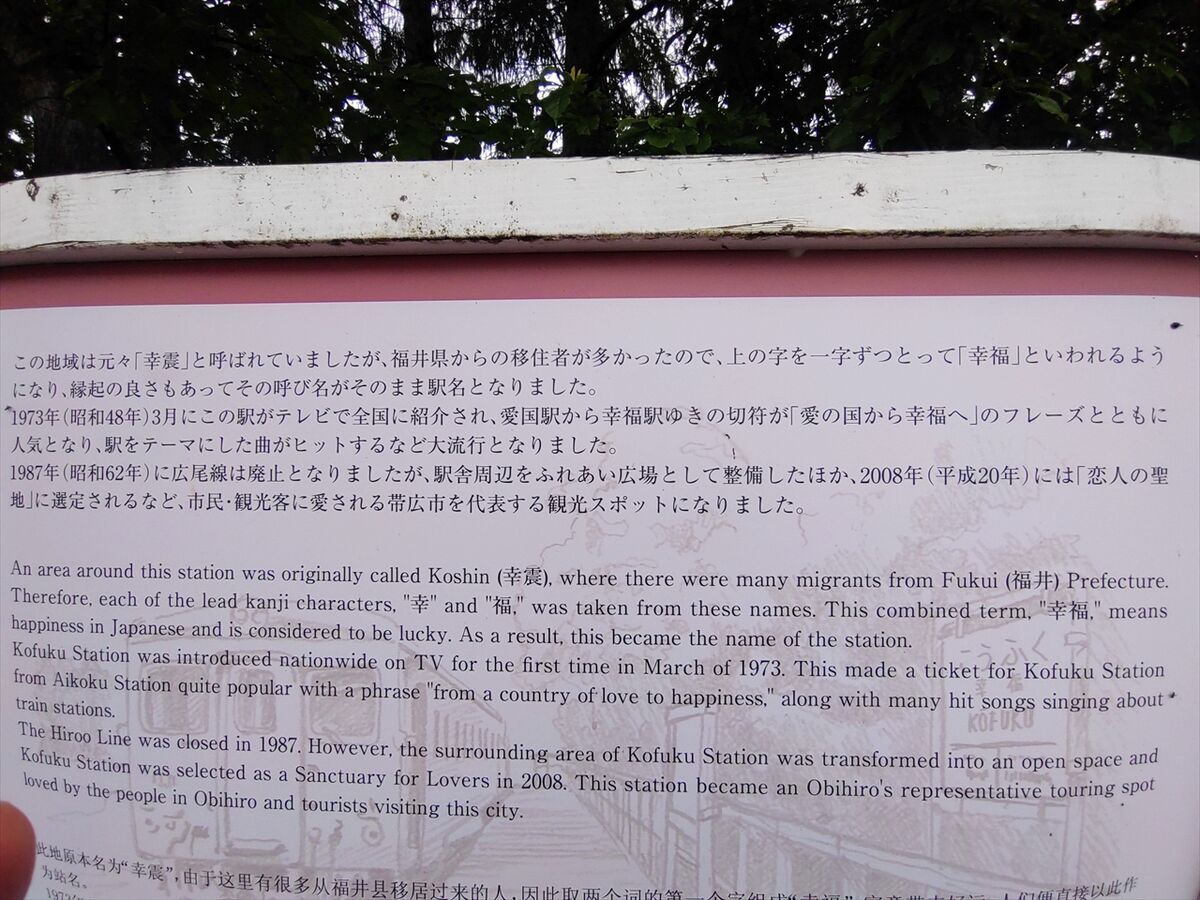 この地域は元々「幸震」と呼ばれていましたが、福井県からの移住者が多かったので、上の字を一字ずつとって「幸福」といわれるよう
になり、縁起の良さもあってその呼び名がそのまま駅名となりました。
1973年(昭和48年)3月にこの駅がテレビで全国に紹介され、愛国駅から幸福駅ゆきの切符が「愛の国から幸福へ」のフレーズとともに
人気となり、駅をテーマにした曲がヒットするなど大流行となりました。
1987年(昭和62年)に広尾線は廃止となりましたが、駅舎周辺をふれあい広場として整備したほか、2008年(平成20年)には「恋人の聖
地」に選定されるなど、市民・観光客に愛される帯広市を代表する観光スポットになりました。
An area around this station was originally called Koshin (幸震), where there were many migrants from Fukui (福井) Prefecture.
Therefore, each of the lead kanji characters, "幸" and "福," was taken from these names. This combined term, "幸福," means
happiness in Japanese and is considered to be lucky. As a result, this became the name of the station.
Kofuku Station was introduced nationwide on TV for the first time in March of 1973. This made a ticket for Kofuku Station
from Aikoku Station quite popular with a phrase "from a country of love to happiness," along with many hit songs singing about
train stations.
The Hiroo Line was closed in 1987. However, the surrounding area of Kofuku Station was transformed into an open space and
Kofuku Station was selected as a Sanctuary for Lovers in 2008. This station became an Obihiro's representative touring spot
loved by the people in Obihiro and tourists visiting this city.
こうふく
幸福
KOFUKU
此地原本名为“幸震”，由于这里有很多从福井县移居过来的人，因此取两个词的第一个字组成“幸福”
人们便直接以此作
为站名。